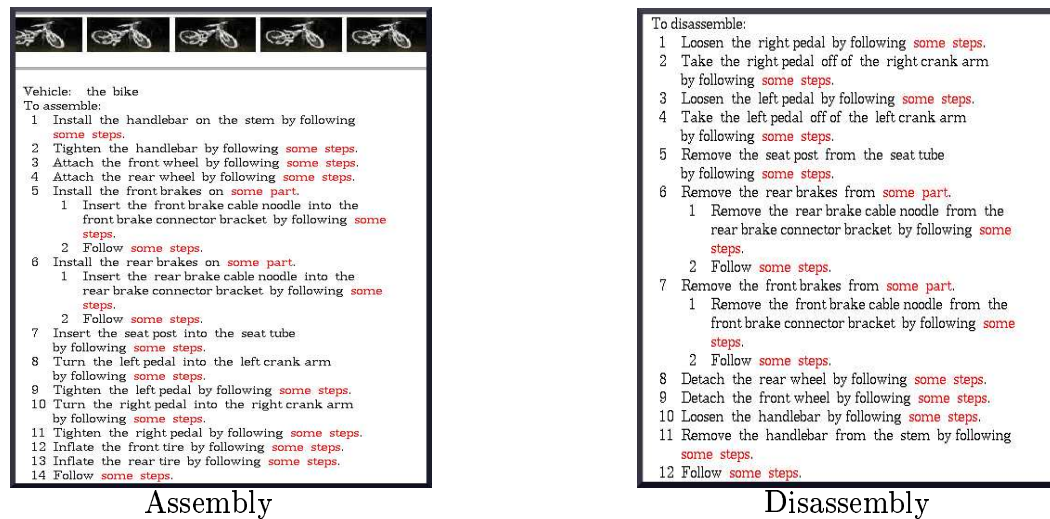 Vehicle: the bike
To assemble:
1 Install the handlebar on the stem by following
some steps.
2 Tighten the handlebar by following some steps.
3 Attach the front wheel by following some steps.
4 Attach the rear wheel by following some steps.
5 Install the front brakes on some part.
1 Insert the front brake cable noodle into the
front brake connector bracket by following some
steps.
2 Follow some steps.
6 Install the rear brakes on some part.
1 Insert the rear brake cable noodle into the
rear brake connector bracket by following some
steps.
2 Follow some steps.
7 Insert the seat post into the seat tube
by following some steps.
8 Turn the left pedal into the left crank arm
by following some steps.
9 Tighten the left pedal by following some steps.
10 Turn the right pedal into the right crank arm
by following some steps.
11 Tighten the right pedal by following some steps.
12 Inflate the front tire by following some steps.
13 Inflate the rear tire by following some steps.
14 Follow some steps.
Assembly
To disassemble:
1 Loosen the right pedal by following some steps.
2 Take the right pedal off of the right crank arm
by following some steps.
3 Loosen the left pedal by following some steps.
4 Take the left pedal off of the left crank arm
by following some steps.
5 Remove the seat post from the seat tube
by following some steps.
6 Remove the rear brakes from some part.
1 Remove the rear brake cable noodle from the
rear brake connector bracket by following some
steps.
2 Follow some steps.
7 Remove the front brakes from some part.
1 Remove the front brake cable noodle from the
front brake connector bracket by following some
steps.
2 Follow some steps.
8 Detach the rear wheel by following some steps.
9 Detach the front wheel by following some steps.
10 Loosen the handlebar by following some steps.
11 Remove the handlebar from the stem by following
some steps.
12 Follow some steps.
Disassembly